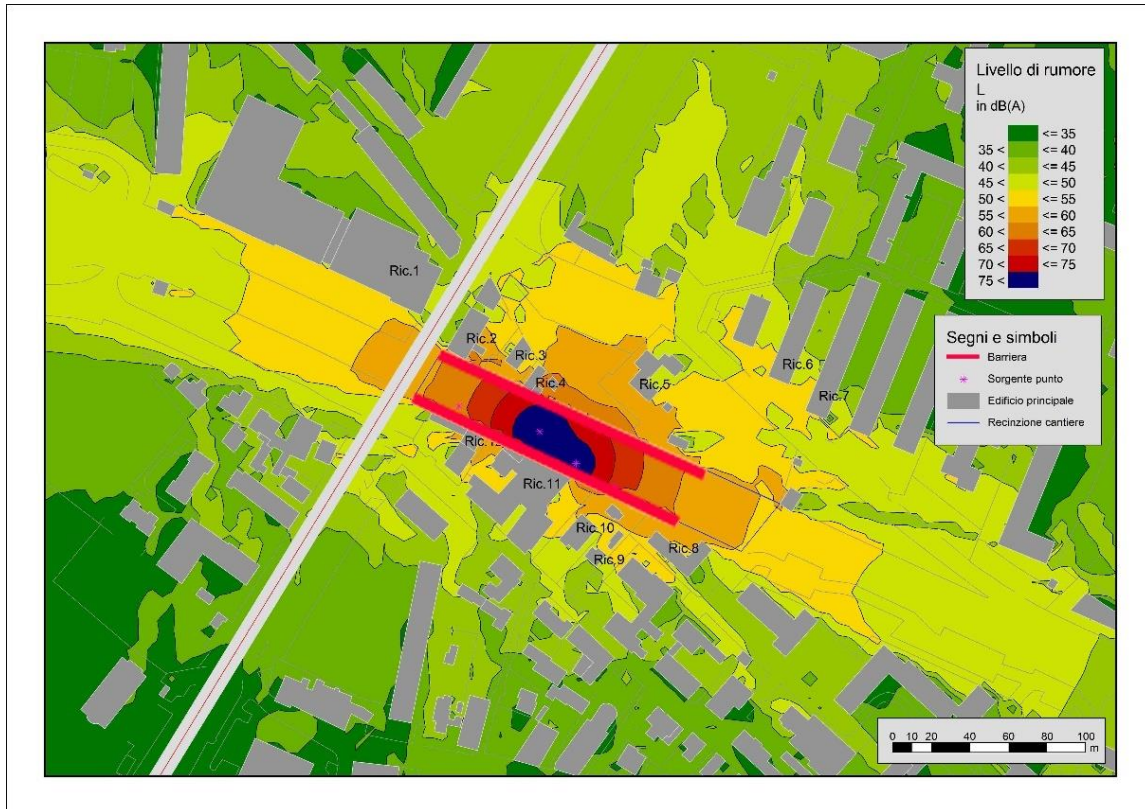 Livello di rumore
L
in dB(A)
<= 35
35 < <= 40
40 < <= 45
45 < <= 50
50 < <= 55
55 < <= 60
60 < <= 65
65 < <= 70
70 < <= 75
75 <
Segni e simboli
Barriera
Sorgente punto
Edificio principale
Recinzione cantiere
Ric.1
Ric.2
Ric.3
Ric.4
Ric.5
Ric.6
Ric.7
Ric.11
Ric.10
Ric.9
Ric.8
0 10 20 40 60 80 100
m